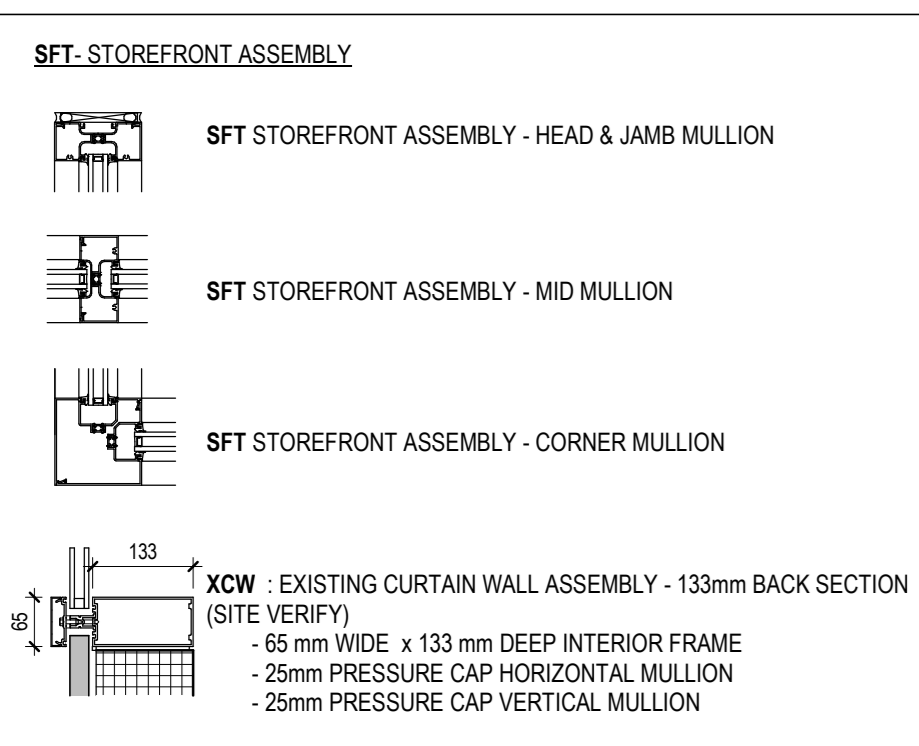 SFT- STOREFRONT ASSEMBLY
SFT STOREFRONT ASSEMBLY - HEAD & JAMB MULLION
SFT STOREFRONT ASSEMBLY - MID MULLION
SFT STOREFRONT ASSEMBLY - CORNER MULLION
133
65
XCW : EXISTING CURTAIN WALL ASSEMBLY - 133mm BACK SECTION
(SITE VERIFY)
- 65 mm WIDE x 133 mm DEEP INTERIOR FRAME
- 25mm PRESSURE CAP HORIZONTAL MULLION
- 25mm PRESSURE CAP VERTICAL MULLION